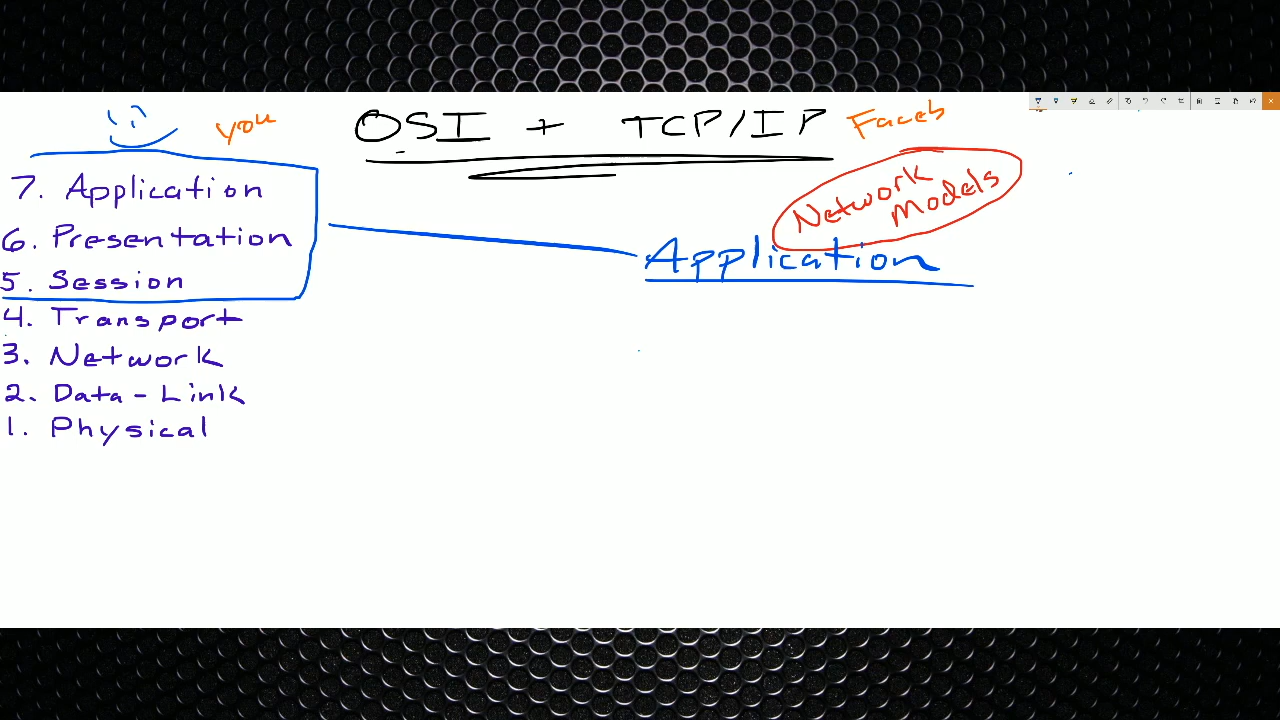 you
OSI + TCP/IP
Faceb
Network
Models
7. Application
6. Presentation
5. Session
4. Transport
3. Network
2. Data-Link
1. Physical
Application